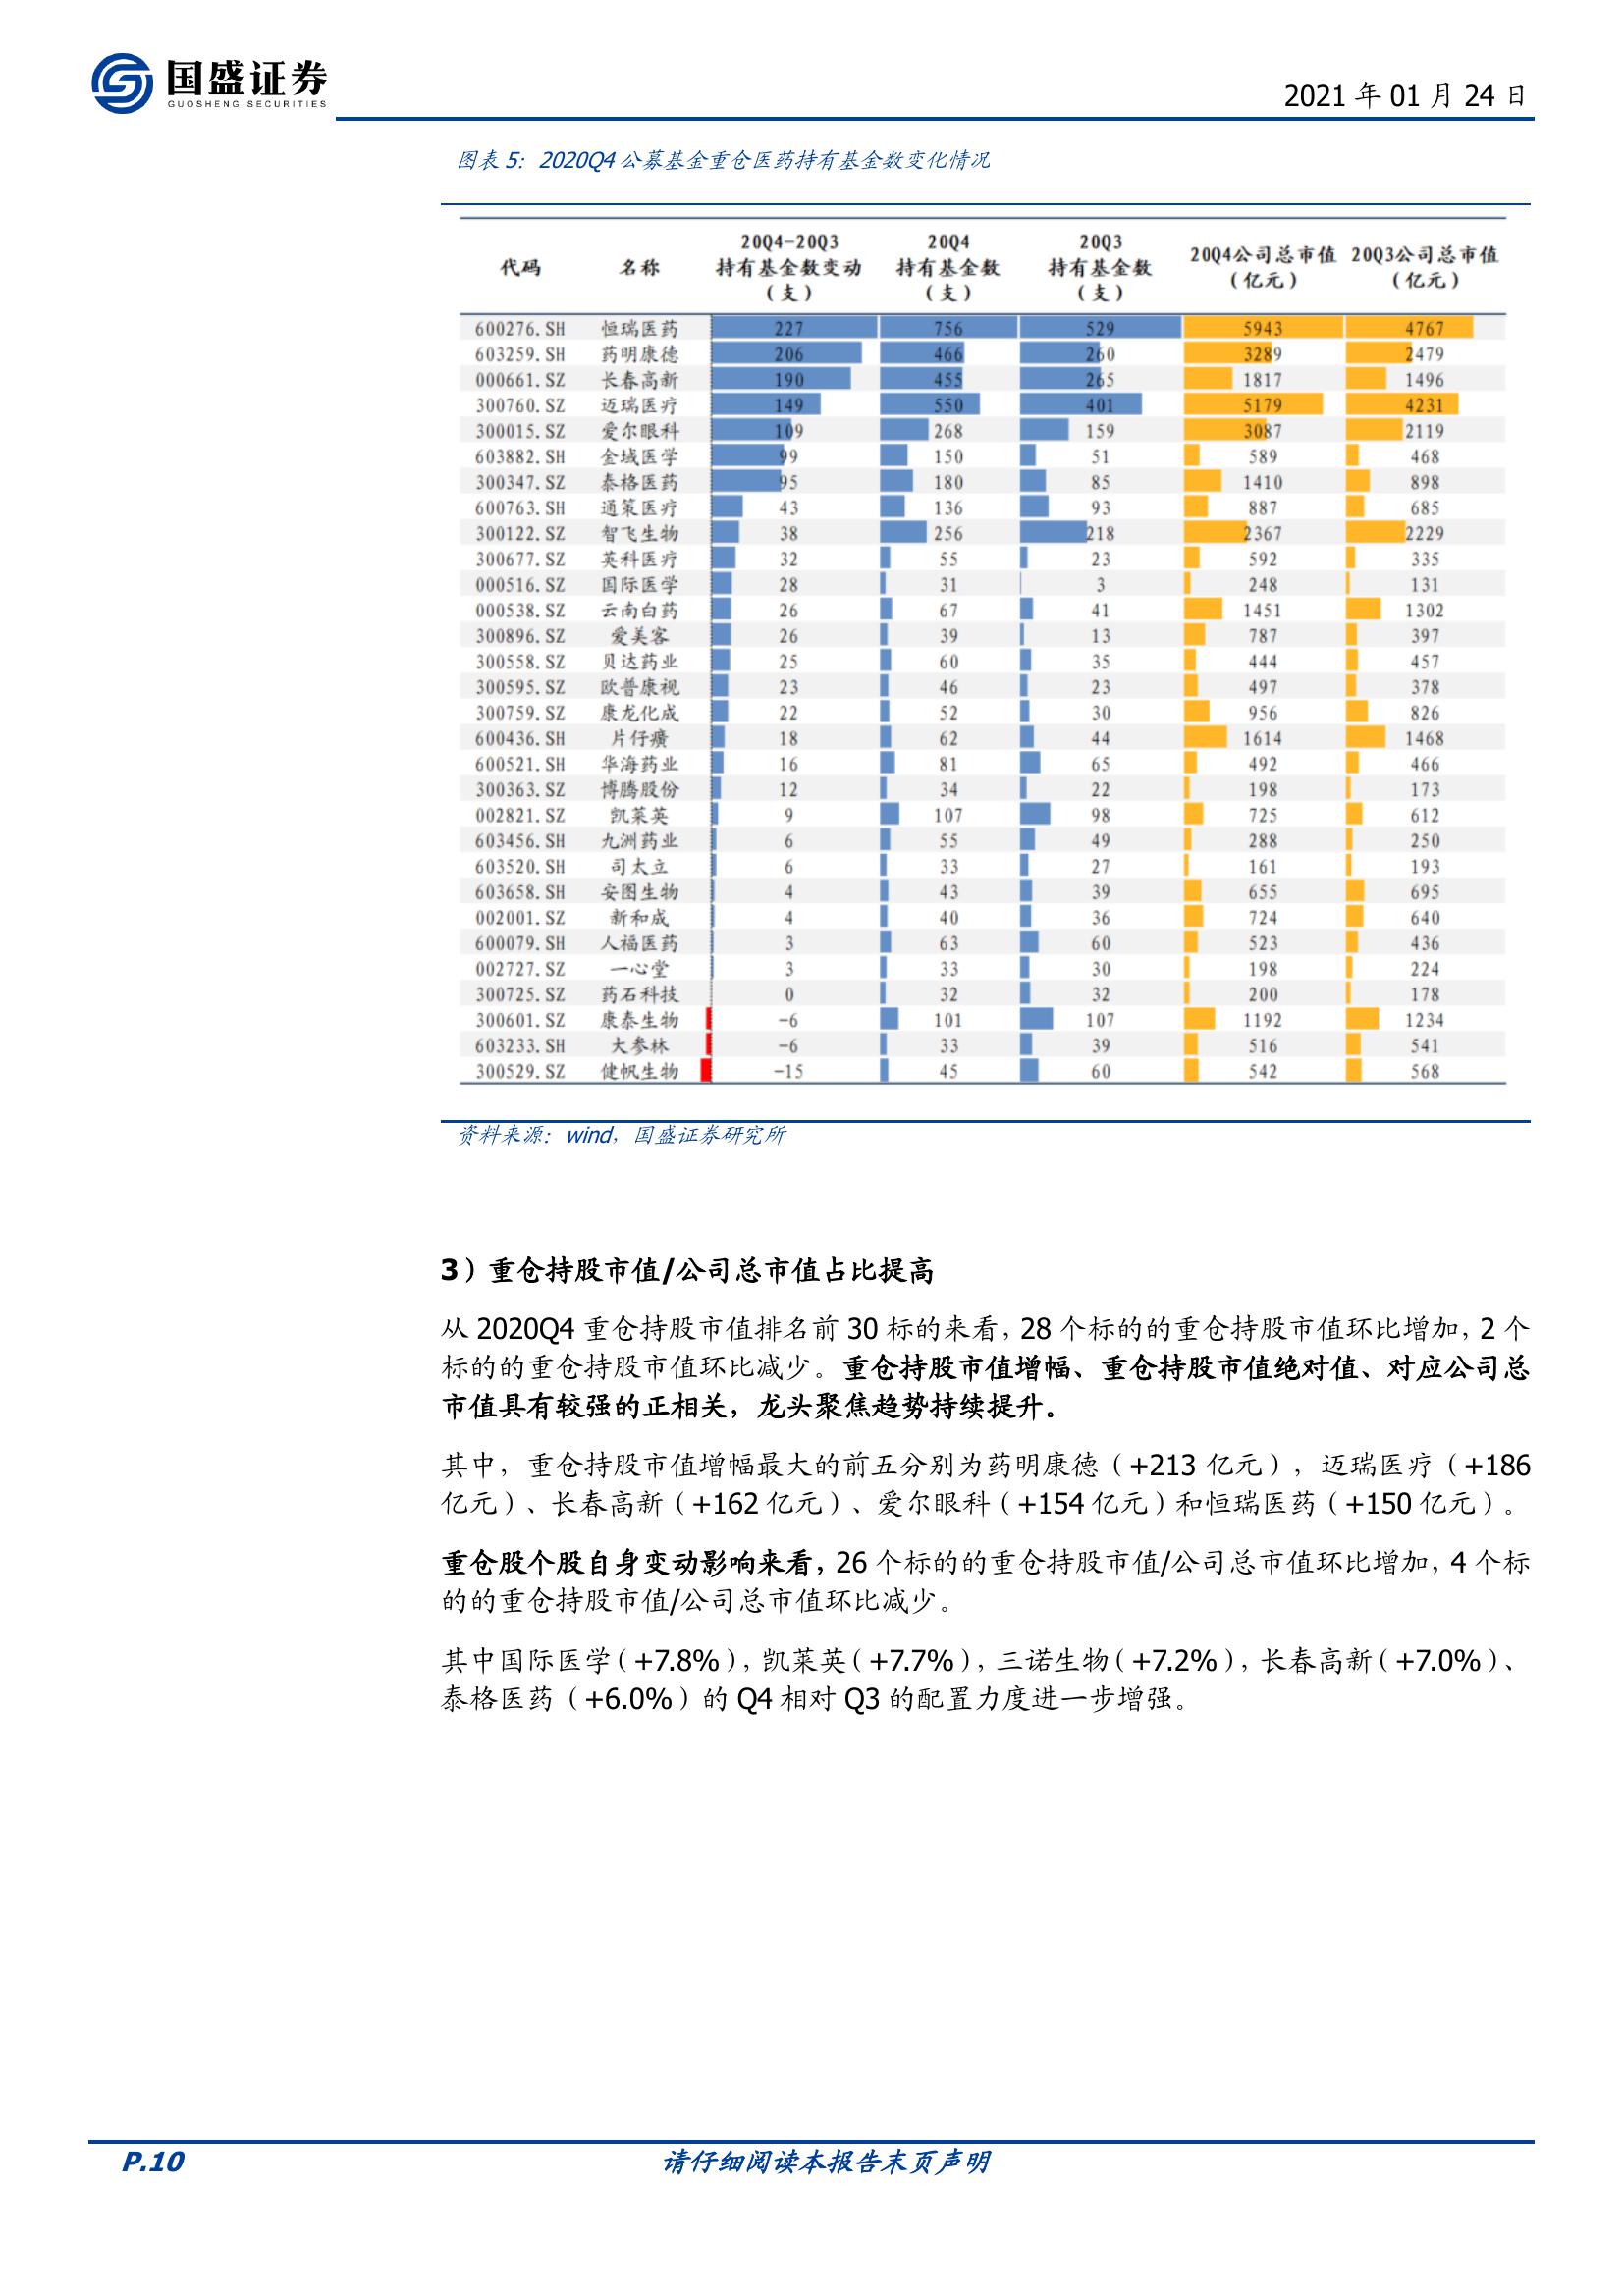 国盛证券
GUOSHENG SECURITIES
2021 年 01 月 24 日
图表 5：2020Q4 公募基金重仓医药持有基金数变化情况
代码 名称 20Q4-20Q3 持有基金数变动 （支） 20Q4 持有基金数 （支） 20Q3 持有基金数 （支） 20Q4公司总市值 （亿元） 20Q3公司总市值 （亿元）
600276.SH 恒瑞医药 227 756 529 5943 4767
603259.SH 药明康德 206 466 260 3289 2479
000661.SZ 长春高新 190 455 265 1817 1496
300760.SZ 迈瑞医疗 149 550 401 5179 4231
300015.SZ 爱尔眼科 109 268 159 3087 2119
603882.SH 金域医学 99 150 51 589 468
300347.SZ 泰格医药 95 180 85 1410 898
600763.SH 通策医疗 43 136 93 887 685
300122.SZ 智飞生物 38 256 218 2367 2229
300677.SZ 英科医疗 32 55 23 592 335
000516.SZ 国际医学 28 31 3 248 131
000538.SZ 云南白药 26 67 41 1451 1302
300896.SZ 爱美客 26 39 13 787 397
300558.SZ 贝达药业 25 60 35 444 457
300595.SZ 欧普康视 23 46 23 497 378
300759.SZ 康龙化成 22 52 30 956 826
600436.SH 片仔癀 18 62 44 1614 1468
600521.SH 华海药业 16 81 65 492 466
300363.SZ 博腾股份 12 34 22 198 173
002821.SZ 凯莱英 9 107 98 725 612
603456.SH 九洲药业 6 55 49 288 250
603520.SH 司太立 6 33 27 161 193
603658.SH 安图生物 4 43 39 655 695
002001.SZ 新和成 4 40 36 724 640
600079.SH 人福医药 3 63 60 523 436
002727.SZ 一心堂 3 33 30 198 224
300725.SZ 药石科技 0 32 32 200 178
300601.SZ 康泰生物 -6 101 107 1192 1234
603233.SH 大参林 -6 33 39 516 541
300529.SZ 健帆生物 -15 45 60 542 568
资料来源：wind，国盛证券研究所
3）重仓持股市值/公司总市值占比提高
从 2020Q4 重仓持股市值排名前 30 标的来看，28 个标的的重仓持股市值环比增加，2 个
标的的重仓持股市值环比减少。重仓持股市值增幅、重仓持股市值绝对值、对应公司总
市值具有较强的正相关，龙头聚焦趋势持续提升。
其中，重仓持股市值增幅最大的前五分别为药明康德（+213 亿元），迈瑞医疗（+186
亿元）、长春高新（+162 亿元）、爱尔眼科（+154 亿元）和恒瑞医药（+150 亿元）。
重仓股个股自身变动影响来看，26 个标的的重仓持股市值/公司总市值环比增加，4 个标
的的重仓持股市值/公司总市值环比减少。
其中国际医学（+7.8%），凯莱英（+7.7%），三诺生物（+7.2%），长春高新（+7.0%）、
泰格医药（+6.0%）的 Q4 相对 Q3 的配置力度进一步增强。
P.10
请仔细阅读本报告末页声明